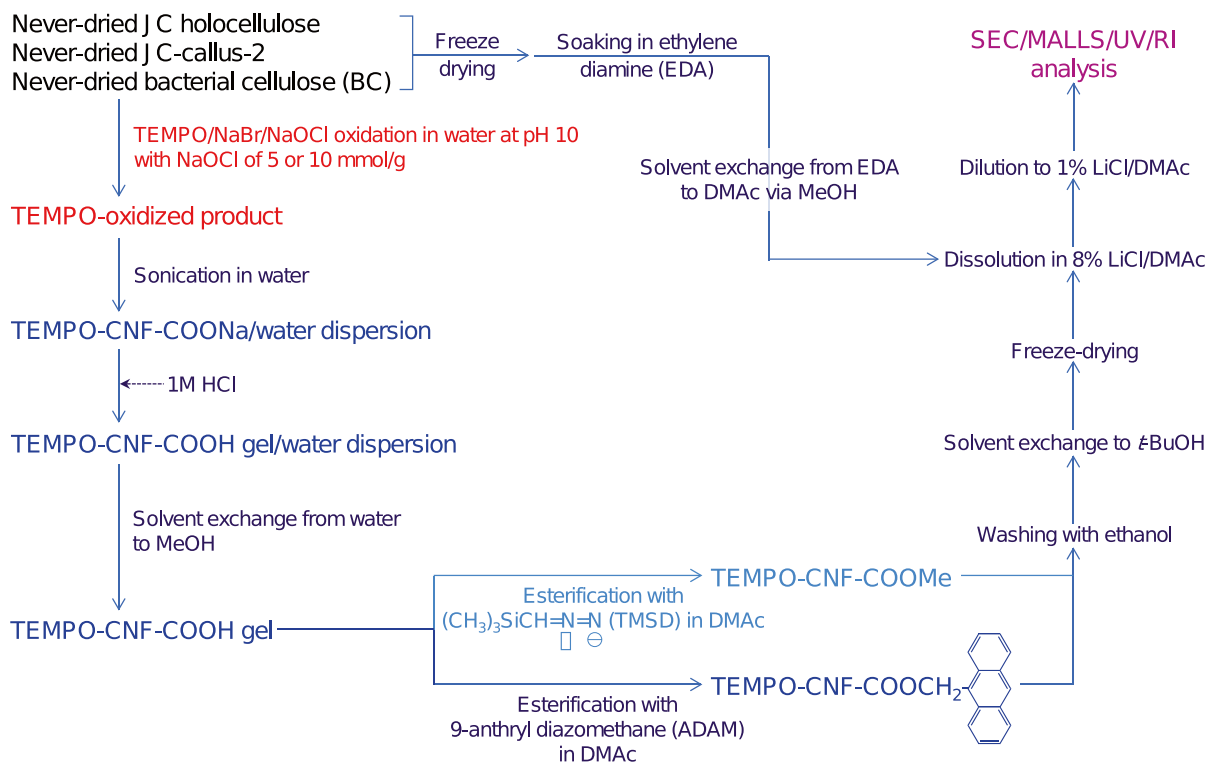 Never-dried JC holocellulose
Never-dried JC-callus-2
Never-dried bacterial cellulose (BC)
Freeze
drying
Soaking in ethylene
diamine (EDA)
SEC/MALLS/UV/RI
analysis
TEMPO/NaBr/NaOCl oxidation in water at pH 10
with NaOCl of 5 or 10 mmol/g
Solvent exchange from EDA
to DMAc via MeOH
Dilution to 1% LiCl/DMAc
TEMPO-oxidized product
Sonication in water
Dissolution in 8% LiCl/DMAc
TEMPO-CNF-COONa/water dispersion
Freeze-drying
1M HCl
TEMPO-CNF-COOH gel/water dispersion
Solvent exchange to t-BuOH
Solvent exchange from water
to MeOH
Washing with ethanol
TEMPO-CNF-COOMe
Esterification with
(CH₃)₃SiCH=N=N (TMSD) in DMAc
▯ ⊖
TEMPO-CNF-COOH gel
TEMPO-CNF-COOCH₂-
Esterification with
9-anthryl diazomethane (ADAM)
in DMAc